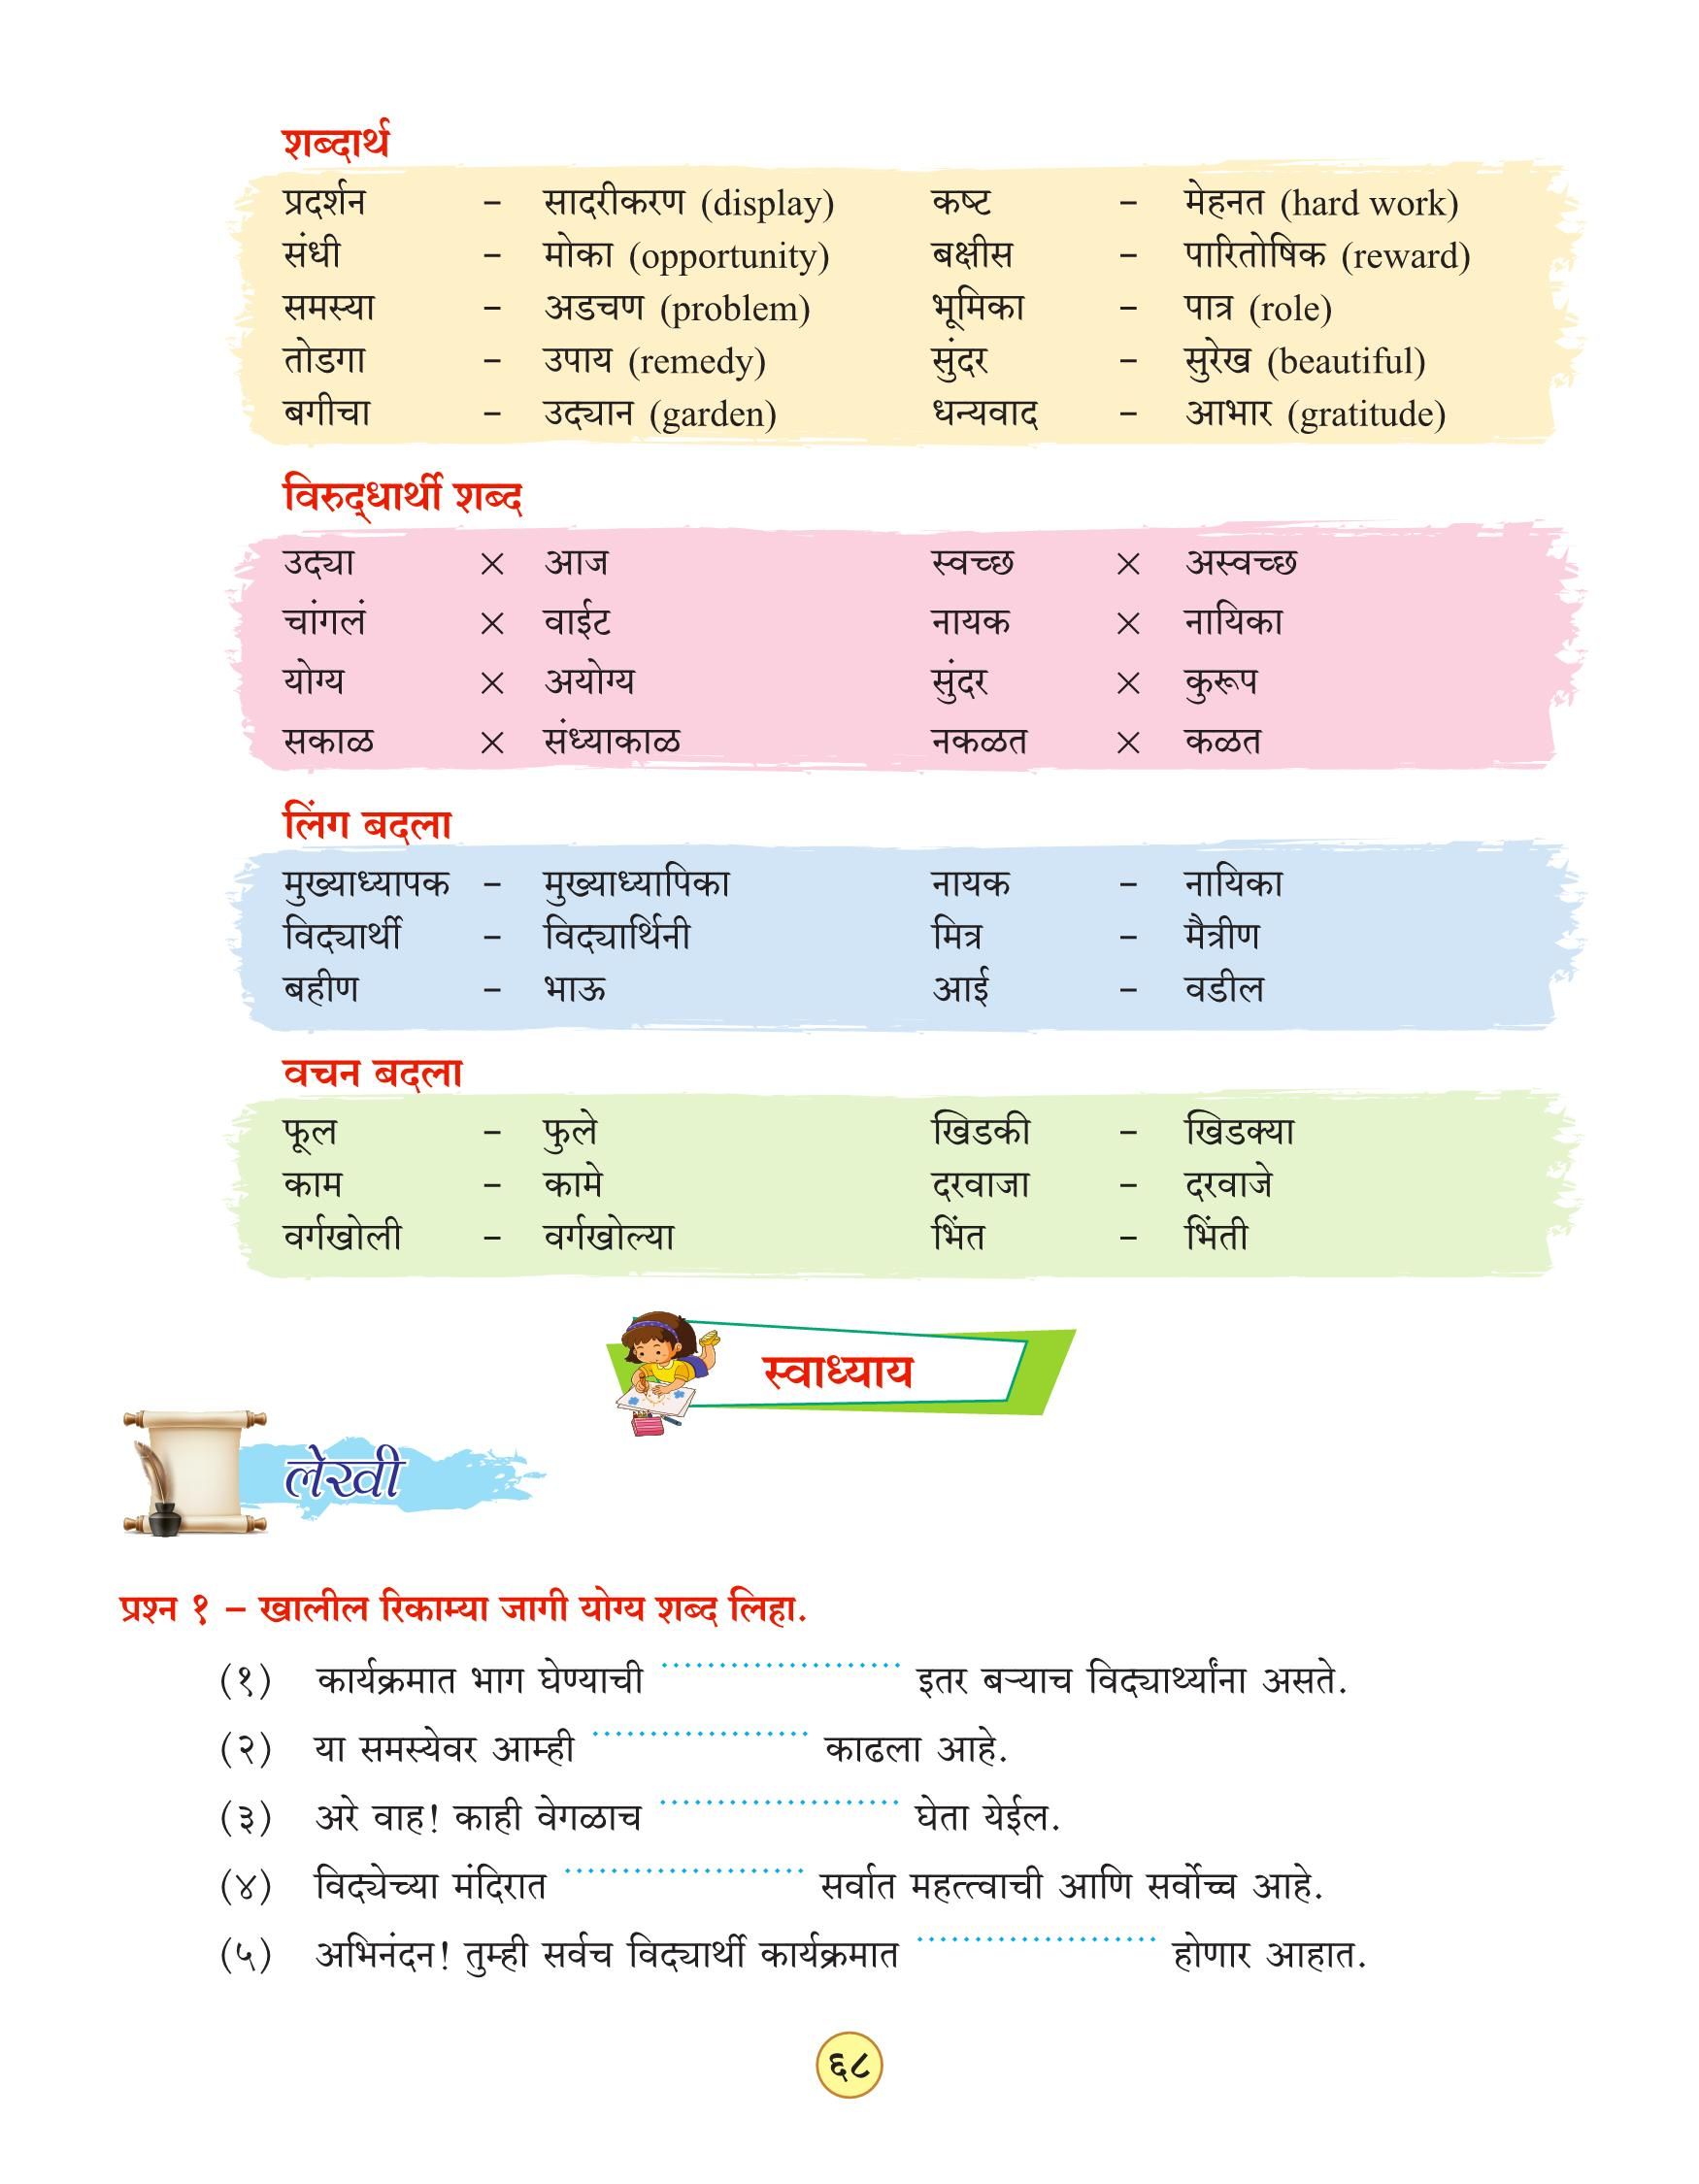 शब्दार्थ
प्रदर्शन – सादरीकरण (display) कष्ट – मेहनत (hard work)
संधी – मोका (opportunity) बक्षीस – पारितोषिक (reward)
समस्या – अडचण (problem) भूमिका – पात्र (role)
तोडगा – उपाय (remedy) सुंदर – सुरेख (beautiful)
बगीचा – उद्यान (garden) धन्यवाद – आभार (gratitude)
विरुद्धार्थी शब्द
उद्या × आज स्वच्छ × अस्वच्छ
चांगलं × वाईट नायक × नायिका
योग्य × अयोग्य सुंदर × कुरूप
सकाळ × संध्याकाळ नकळत × कळत
लिंग बदला
मुख्याध्यापक – मुख्याध्यापिका नायक – नायिका
विद्यार्थी – विद्यार्थिनी मित्र – मैत्रीण
बहीण – भाऊ आई – वडील
वचन बदला
फूल – फुले खिडकी – खिडक्या
काम – कामे दरवाजा – दरवाजे
वर्गखोली – वर्गखोल्या भिंत – भिंती
स्वाध्याय
लेखी
प्रश्न १ – खालील रिकाम्या जागी योग्य शब्द लिहा.
(१) कार्यक्रमात भाग घेण्याची ..................... इतर बऱ्याच विद्यार्थ्यांना असते.
(२) या समस्येवर आम्ही ................... काढला आहे.
(३) अरे वाह! काही वेगळाच ..................... घेता येईल.
(४) विद्येच्या मंदिरात ..................... सर्वात महत्त्वाची आणि सर्वोच्च आहे.
(५) अभिनंदन! तुम्ही सर्वच विद्यार्थी कार्यक्रमात ..................... होणार आहात.
६८